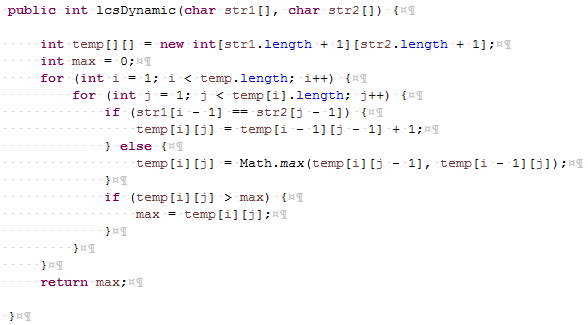 public int lcsDynamic(char str1[], char str2[]) {
int temp[][] = new int[str1.length + 1][str2.length + 1];
int max = 0;
for (int i = 1; i < temp.length; i++) {
for (int j = 1; j < temp[i].length; j++) {
if (str1[i - 1] == str2[j - 1]) {
temp[i][j] = temp[i - 1][j - 1] + 1;
} else {
temp[i][j] = Math.max(temp[i][j - 1], temp[i - 1][j]);
}
if (temp[i][j] > max) {
max = temp[i][j];
}
}
}
return max;
}